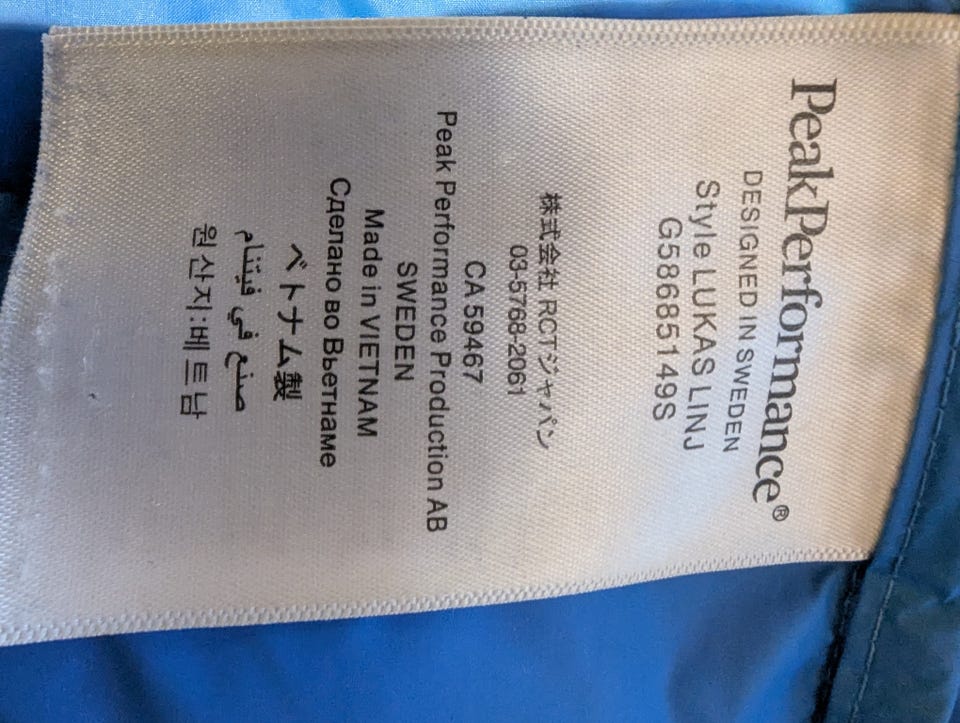 PeakPerformance®
DESIGNED IN SWEDEN
Style LUKAS LINJ
G58685149S
株式会社 RCTジャパン
03-5768-2061
CA 59467
Peak Performance Production AB
SWEDEN
Made in VIETNAM
Сделано во Вьетнаме
ベトナム製
صنع في فيتنام
원산지:베트남